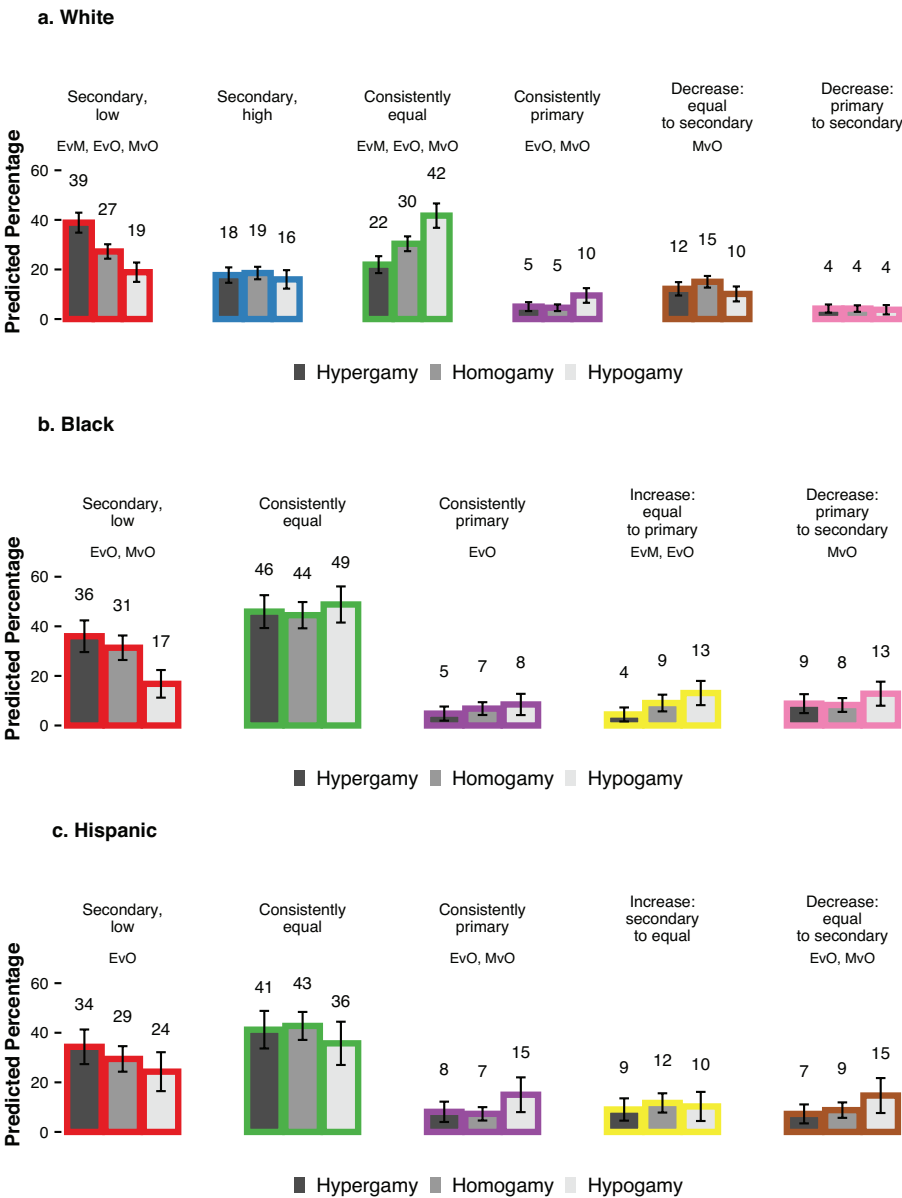 a. White
Secondary,
low
Secondary,
high
Consistently
equal
Consistently
primary
Decrease:
equal
to secondary
Decrease:
primary
to secondary
EvM, EvO, MvO
EvM, EvO, MvO
EvO, MvO
MvO
Predicted Percentage
60
40
20
0
39
27
19
18
19
16
22
30
42
5
5
10
12
15
10
4
4
4
Hypergamy
Homogamy
Hypogamy
b. Black
Secondary,
low
Consistently
equal
Consistently
primary
Increase:
equal
to primary
Decrease:
primary
to secondary
EvO, MvO
EvO
EvM, EvO
MvO
Predicted Percentage
60
40
20
0
36
31
17
46
44
49
5
7
8
4
9
13
9
8
13
Hypergamy
Homogamy
Hypogamy
c. Hispanic
Secondary,
low
Consistently
equal
Consistently
primary
Increase:
secondary
to equal
Decrease:
equal
to secondary
EvO
EvO, MvO
EvO, MvO
Predicted Percentage
60
40
20
0
34
29
24
41
43
36
8
7
15
9
12
10
7
9
15
Hypergamy
Homogamy
Hypogamy